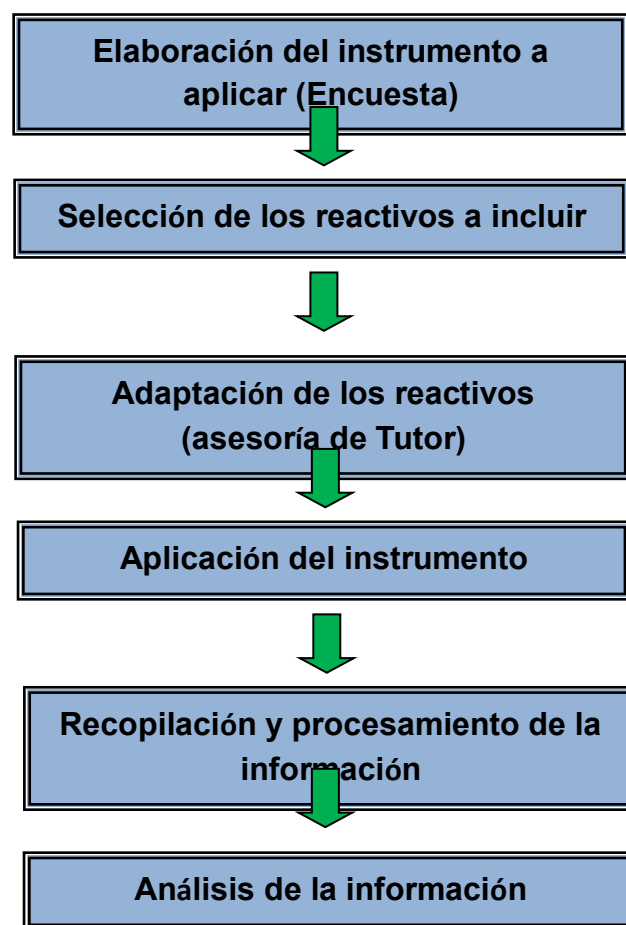 Elaboración del instrumento a
aplicar (Encuesta)
Selección de los reactivos a incluir
Adaptación de los reactivos
(asesoría de Tutor)
Aplicación del instrumento
Recopilación y procesamiento de la
información
Análisis de la información